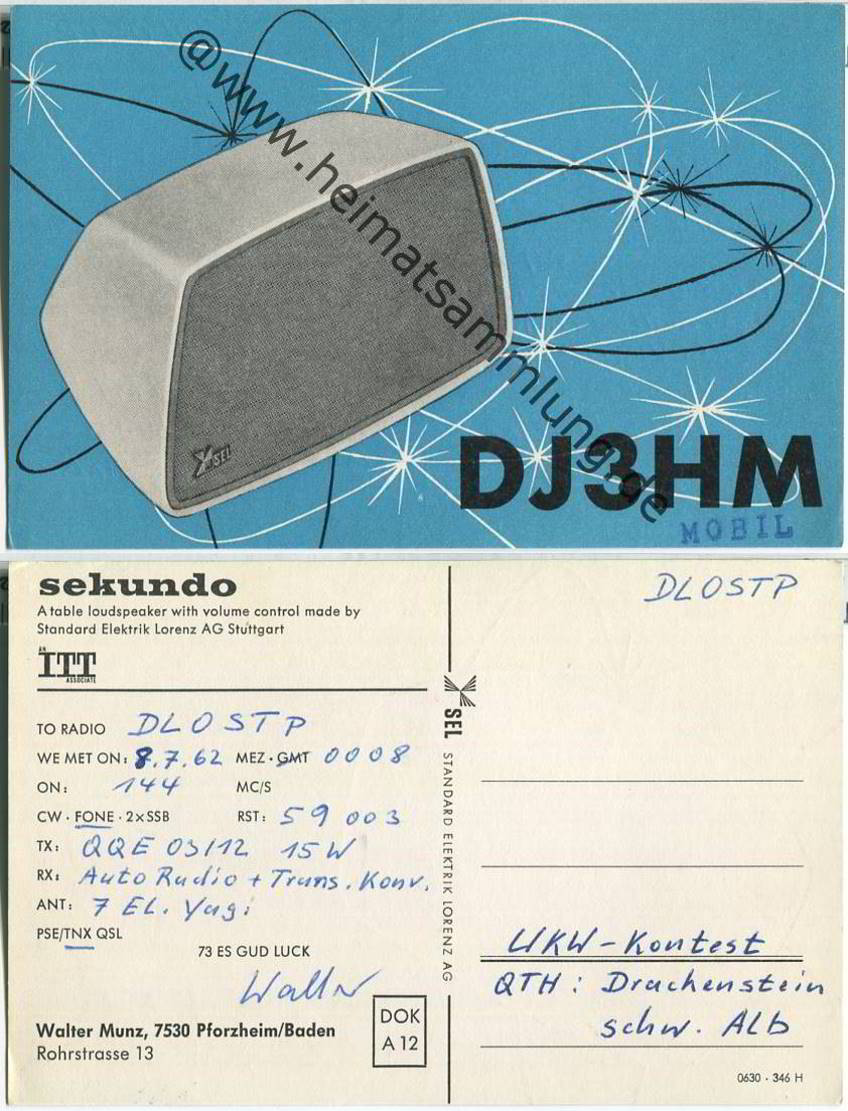 @www.heimatsammlung.de
SEL
DJ3HM
MOBIL
sekundo
A table loudspeaker with volume control made by
Standard Elektrik Lorenz AG Stuttgart
AN
ITT
ASSOCIATE
TO RADIO DL0STP
WE MET ON: 8.7.62 MEZ · GMT 0008
ON: 144 MC/S
CW · FONE · 2×SSB RST: 59 003
TX: QQE 03/12 15W
RX: Auto Radio + Trans. Konv.
ANT: 7 EL. Yagi
PSE/TNX QSL
73 ES GUD LUCK
Walter
Walter Munz, 7530 Pforzheim/Baden
Rohrstrasse 13
DOK
A 12
SEL STANDARD ELEKTRIK LORENZ AG
DL0STP
UKW-Kontest
QTH: Drachenstein
schw. Alb
0630 · 346 H